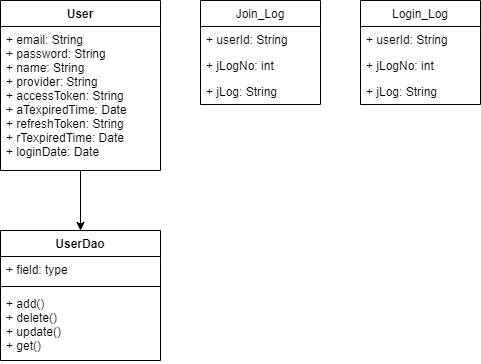 User
+ email: String
+ password: String
+ name: String
+ provider: String
+ accessToken: String
+ aTexpiredTime: Date
+ refreshToken: String
+ rTexpiredTime: Date
+ loginDate: Date
Join_Log
+ userId: String
+ jLogNo: int
+ jLog: String
Login_Log
+ userId: String
+ jLogNo: int
+ jLog: String
UserDao
+ field: type
+ add()
+ delete()
+ update()
+ get()